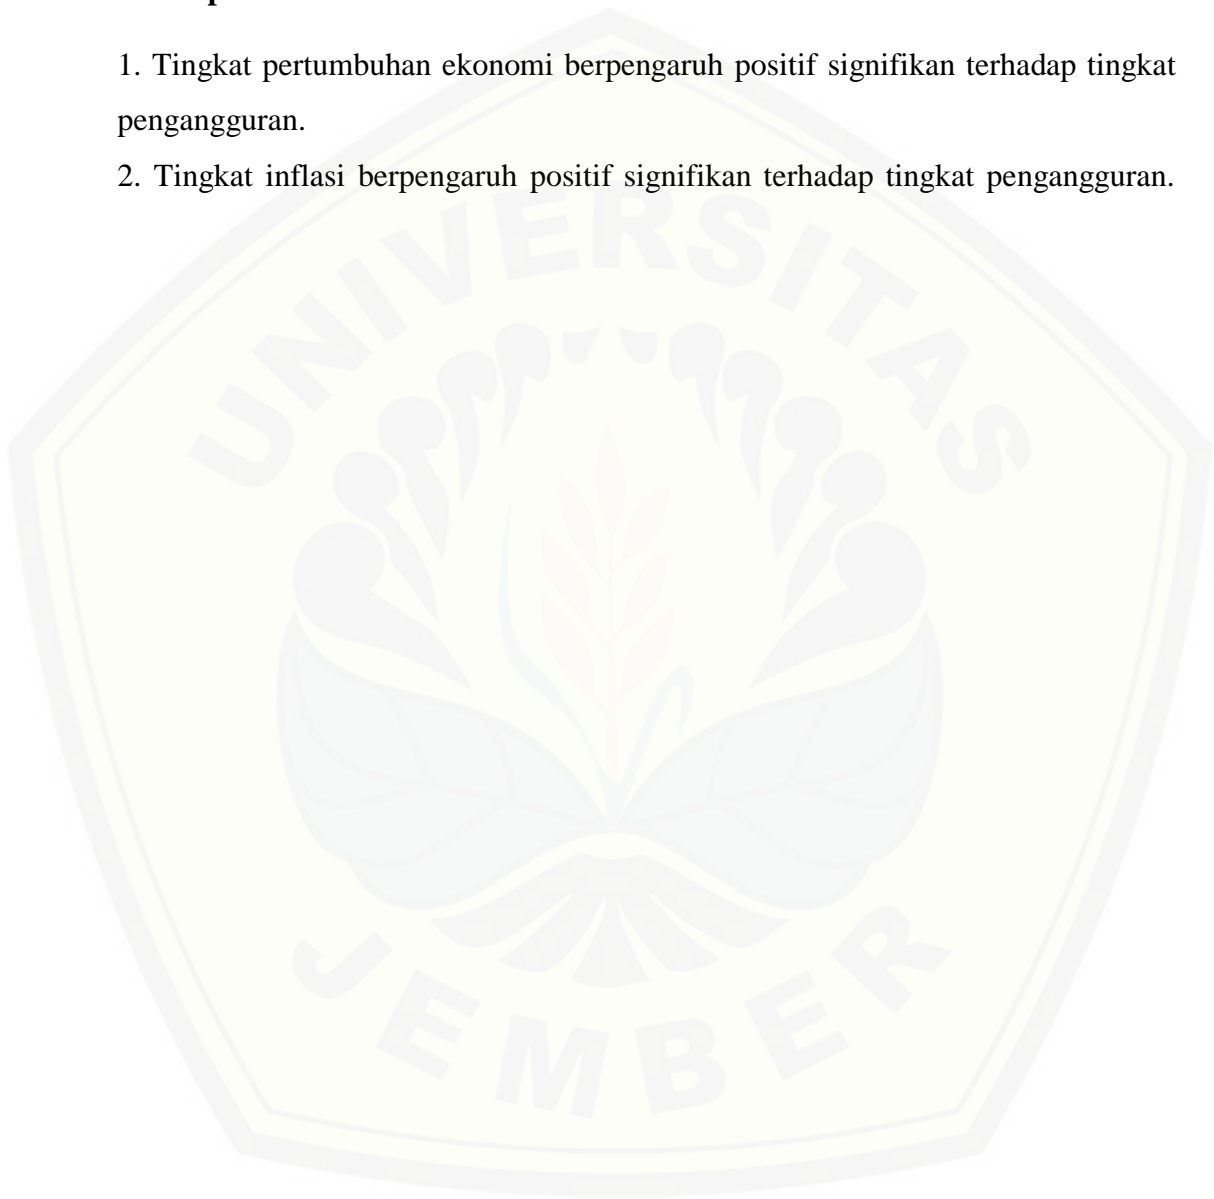 1. Tingkat pertumbuhan ekonomi berpengaruh positif signifikan terhadap tingkat
pengangguran.
2. Tingkat inflasi berpengaruh positif signifikan terhadap tingkat pengangguran.
UNIVERSITAS
JEMBER